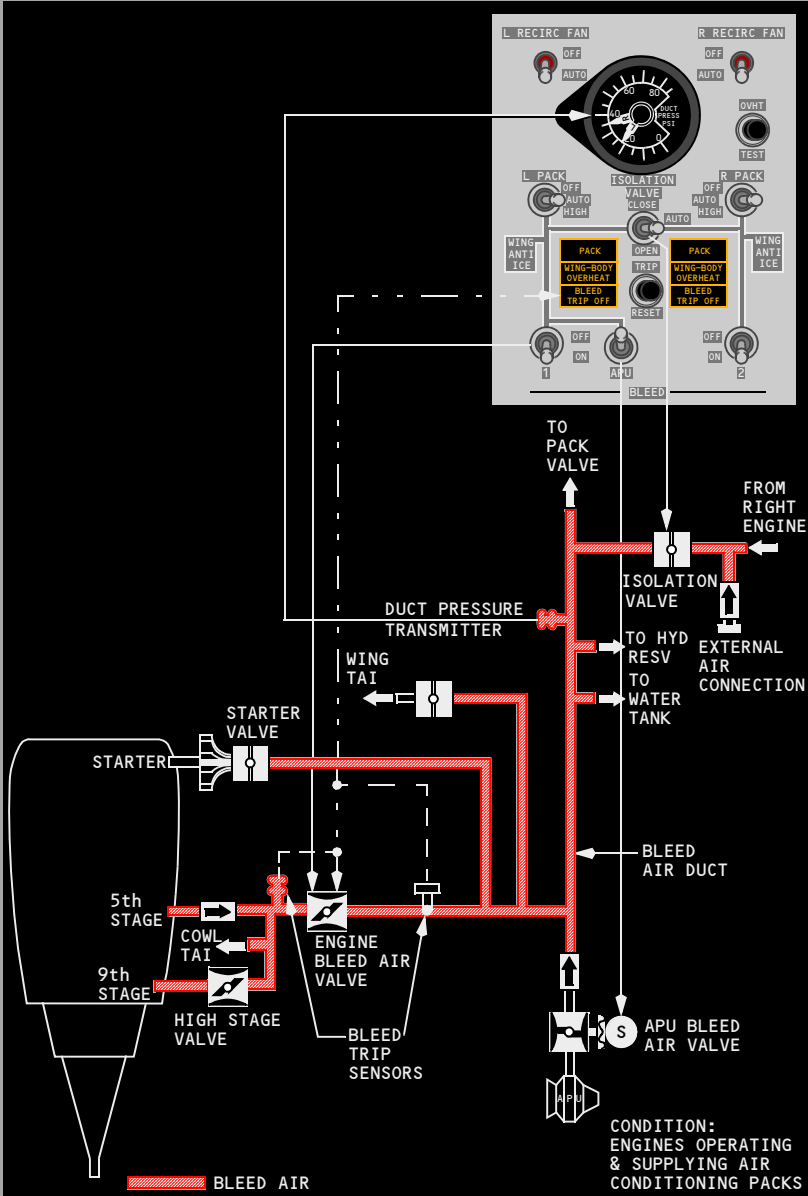 L RECIRC FAN
R RECIRC FAN
OFF
AUTO
OFF
AUTO
60
80
40
20
0
DUCT
PRESS
PSI
OVHT
TEST
L PACK
OFF
AUTO
HIGH
ISOLATION
VALVE
CLOSE
AUTO
OPEN
R PACK
OFF
AUTO
HIGH
WING
ANTI
ICE
WING
ANTI
ICE
PACK
WING-BODY
OVERHEAT
BLEED
TRIP OFF
TRIP
RESET
PACK
WING-BODY
OVERHEAT
BLEED
TRIP OFF
OFF
ON
1
APU
OFF
ON
2
BLEED
TO
PACK
VALVE
FROM
RIGHT
ENGINE
ISOLATION
VALVE
DUCT PRESSURE
TRANSMITTER
TO HYD
RESV
EXTERNAL
AIR
CONNECTION
WING
TAI
TO
WATER
TANK
STARTER
VALVE
STARTER
BLEED
AIR DUCT
5th
STAGE
COWL
TAI
9th
STAGE
ENGINE
BLEED AIR
VALVE
HIGH STAGE
VALVE
BLEED
TRIP
SENSORS
S
APU BLEED
AIR VALVE
APU
CONDITION:
ENGINES OPERATING
& SUPPLYING AIR
CONDITIONING PACKS
BLEED AIR